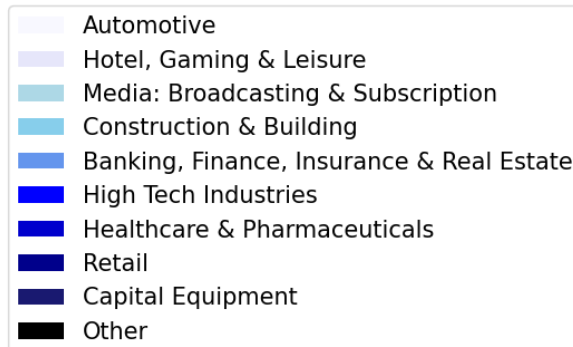 Automotive
Hotel, Gaming & Leisure
Media: Broadcasting & Subscription
Construction & Building
Banking, Finance, Insurance & Real Estate
High Tech Industries
Healthcare & Pharmaceuticals
Retail
Capital Equipment
Other